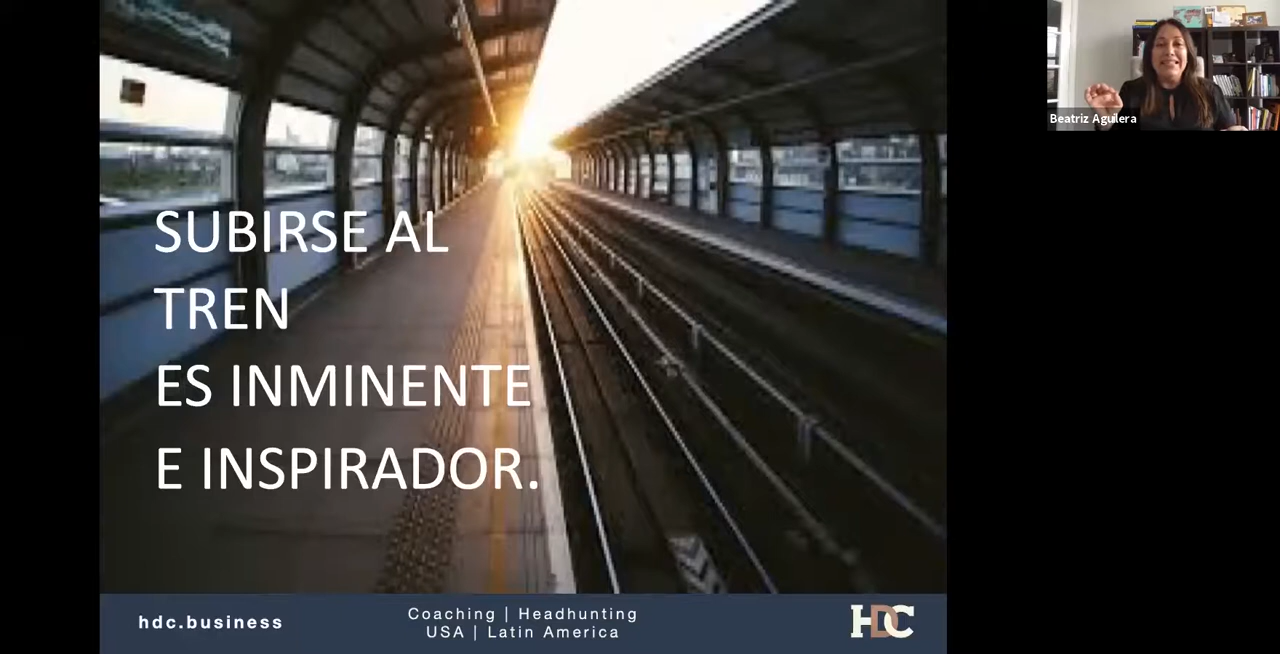 SUBIRSE AL
TREN
ES INMINENTE
E INSPIRADOR.
Beatriz Aguilera
hdc.business
Coaching | Headhunting
USA | Latin America
HDC